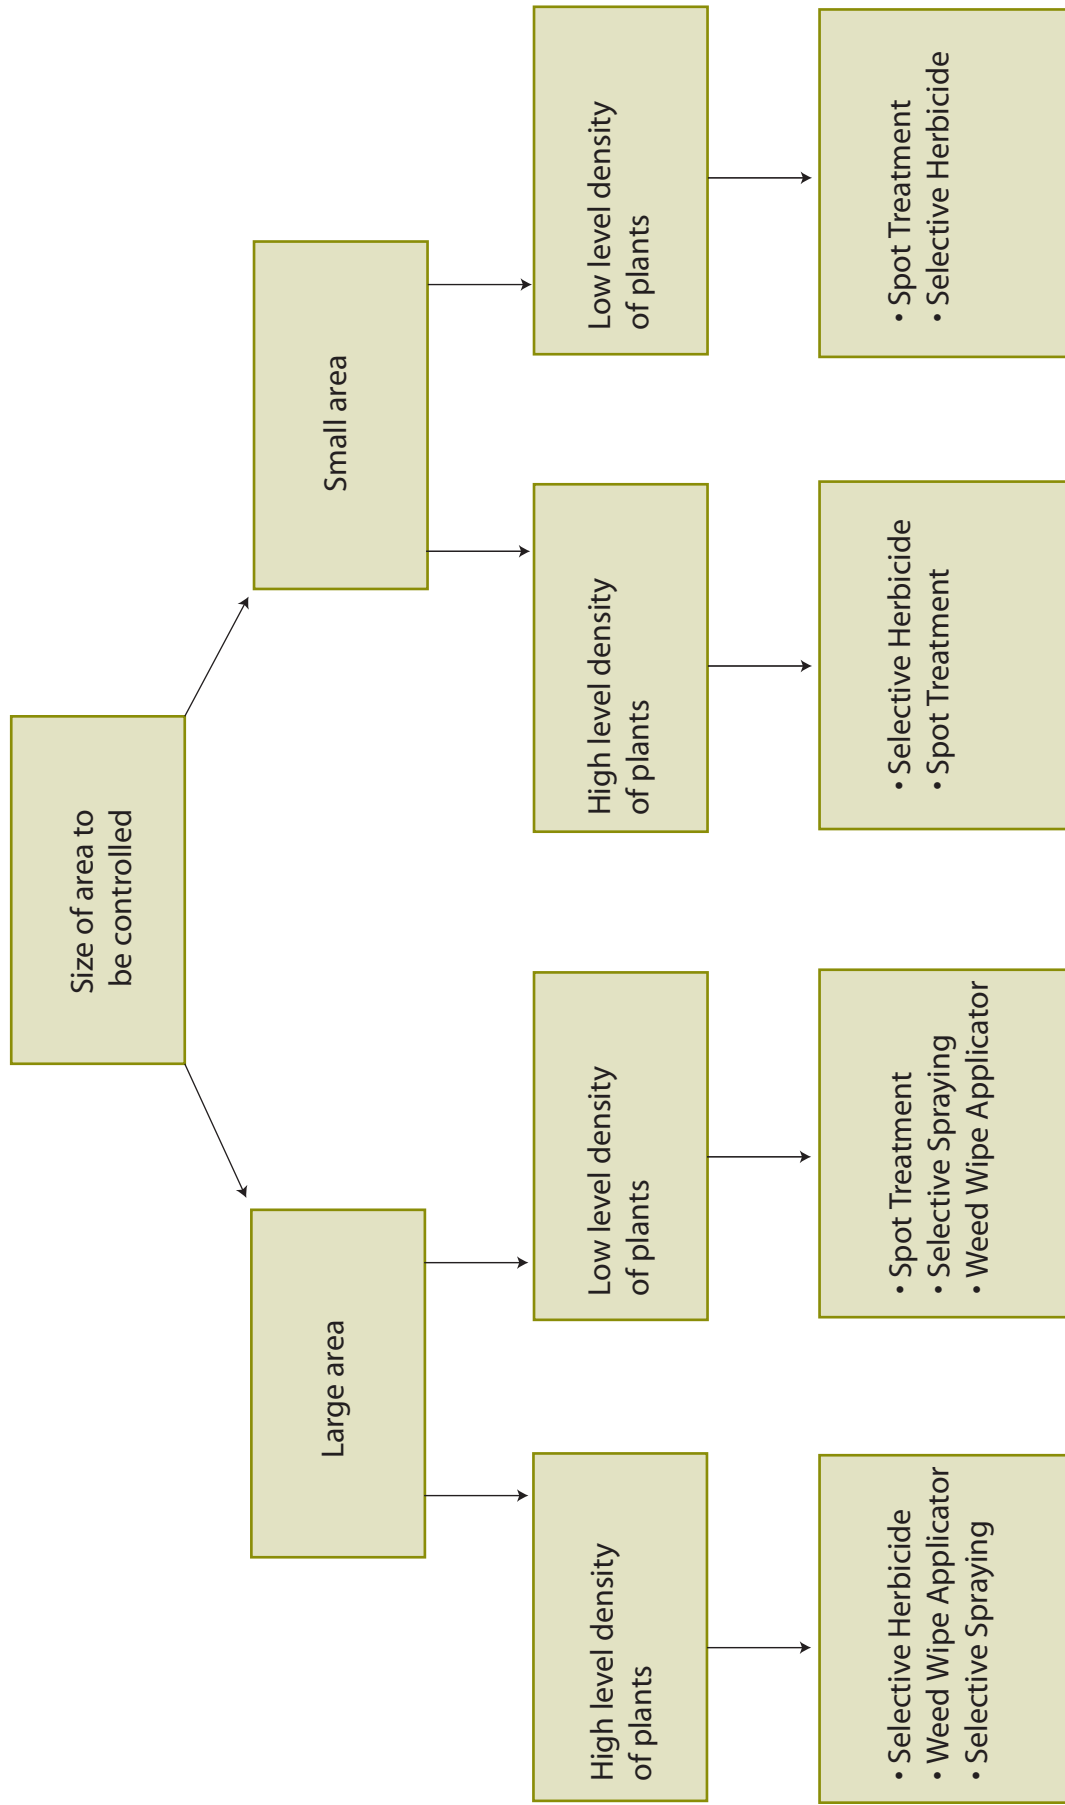 Size of area to
be controlled
Large area
Small area
High level density
of plants
Low level density
of plants
High level density
of plants
Low level density
of plants
• Selective Herbicide
• Weed Wipe Applicator
• Selective Spraying
• Spot Treatment
• Selective Spraying
• Weed Wipe Applicator
• Selective Herbicide
• Spot Treatment
• Spot Treatment
• Selective Herbicide